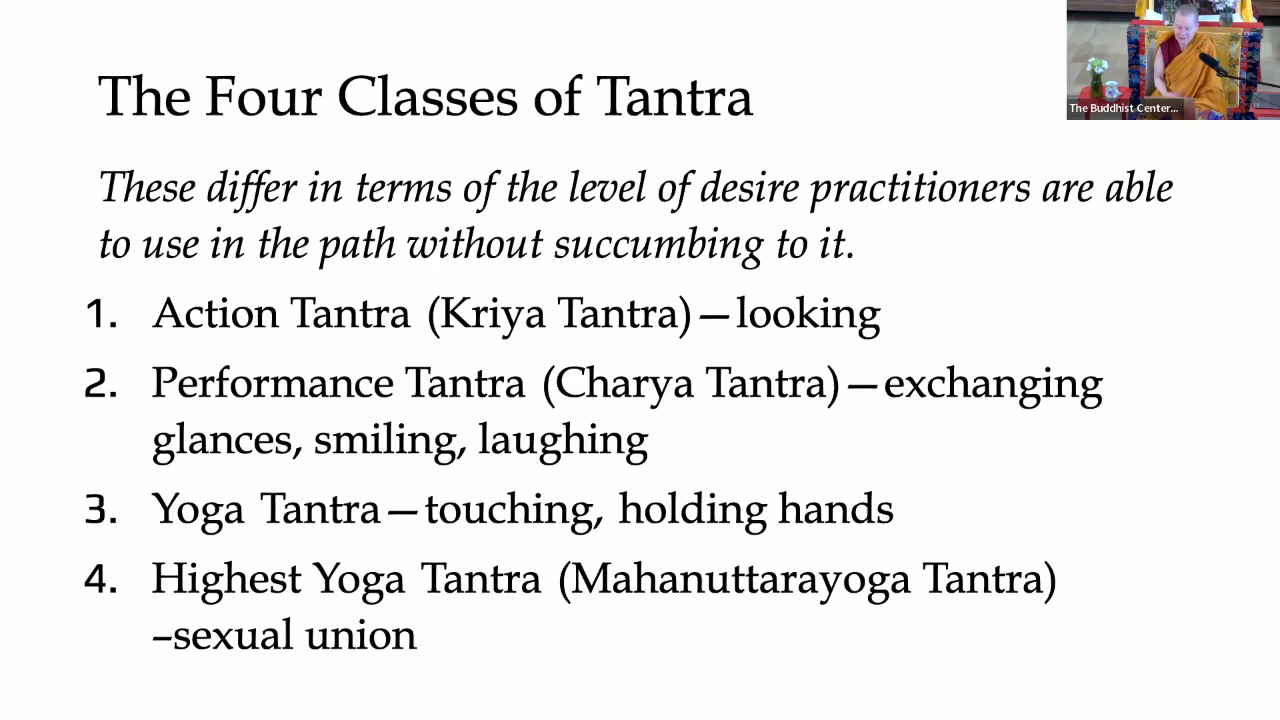 The Four Classes of Tantra
The Buddhist Center...
These differ in terms of the level of desire practitioners are able
to use in the path without succumbing to it.
1. Action Tantra (Kriya Tantra)—looking
2. Performance Tantra (Charya Tantra)—exchanging
glances, smiling, laughing
3. Yoga Tantra—touching, holding hands
4. Highest Yoga Tantra (Mahanuttarayoga Tantra)
–sexual union